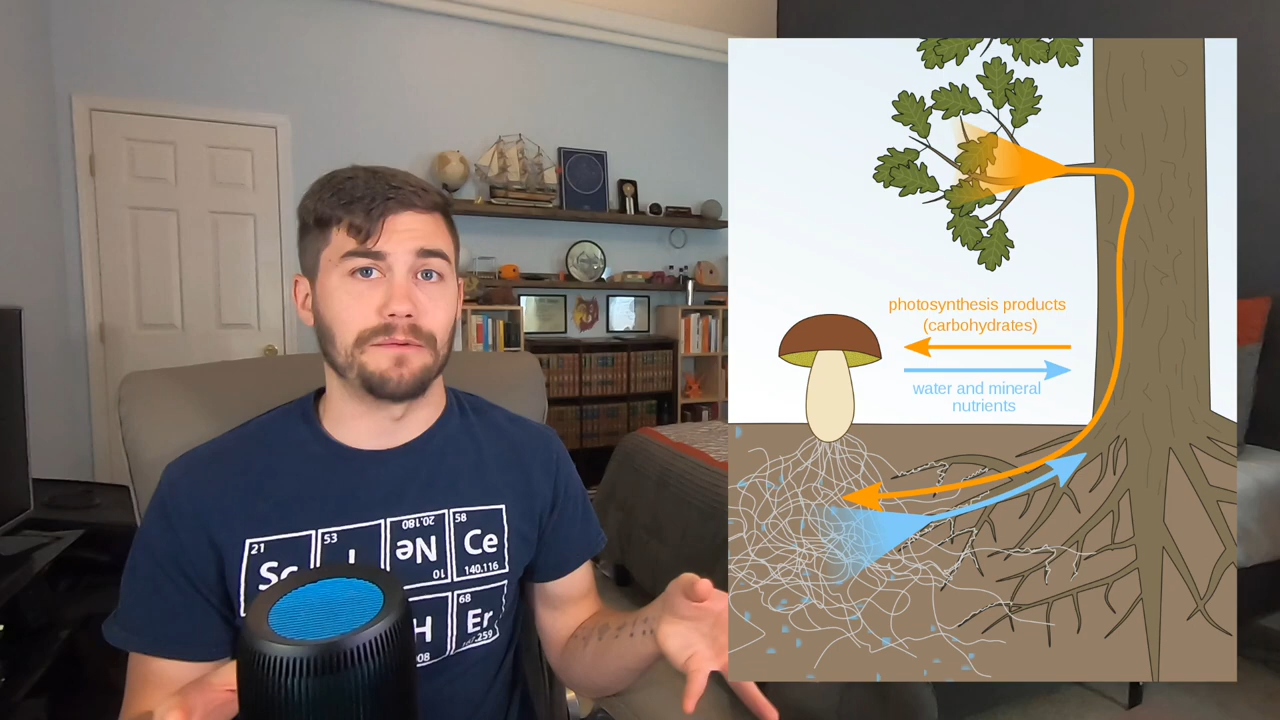 photosynthesis products
(carbohydrates)
water and mineral
nutrients
21 53 20.180 58
Sc I Ne Ce
10 140.116
68
H Er